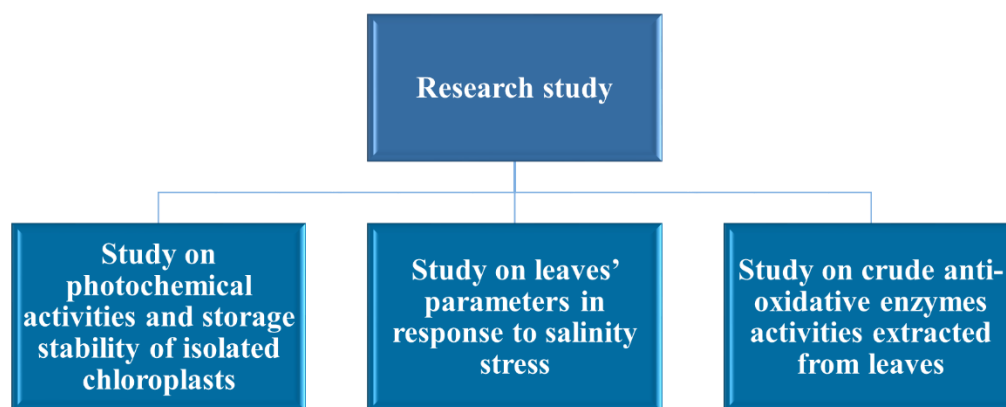 Research study
Study on
photochemical
activities and storage
stability of isolated
chloroplasts
Study on leaves’
parameters in
response to salinity
stress
Study on crude anti-
oxidative enzymes
activities extracted
from leaves